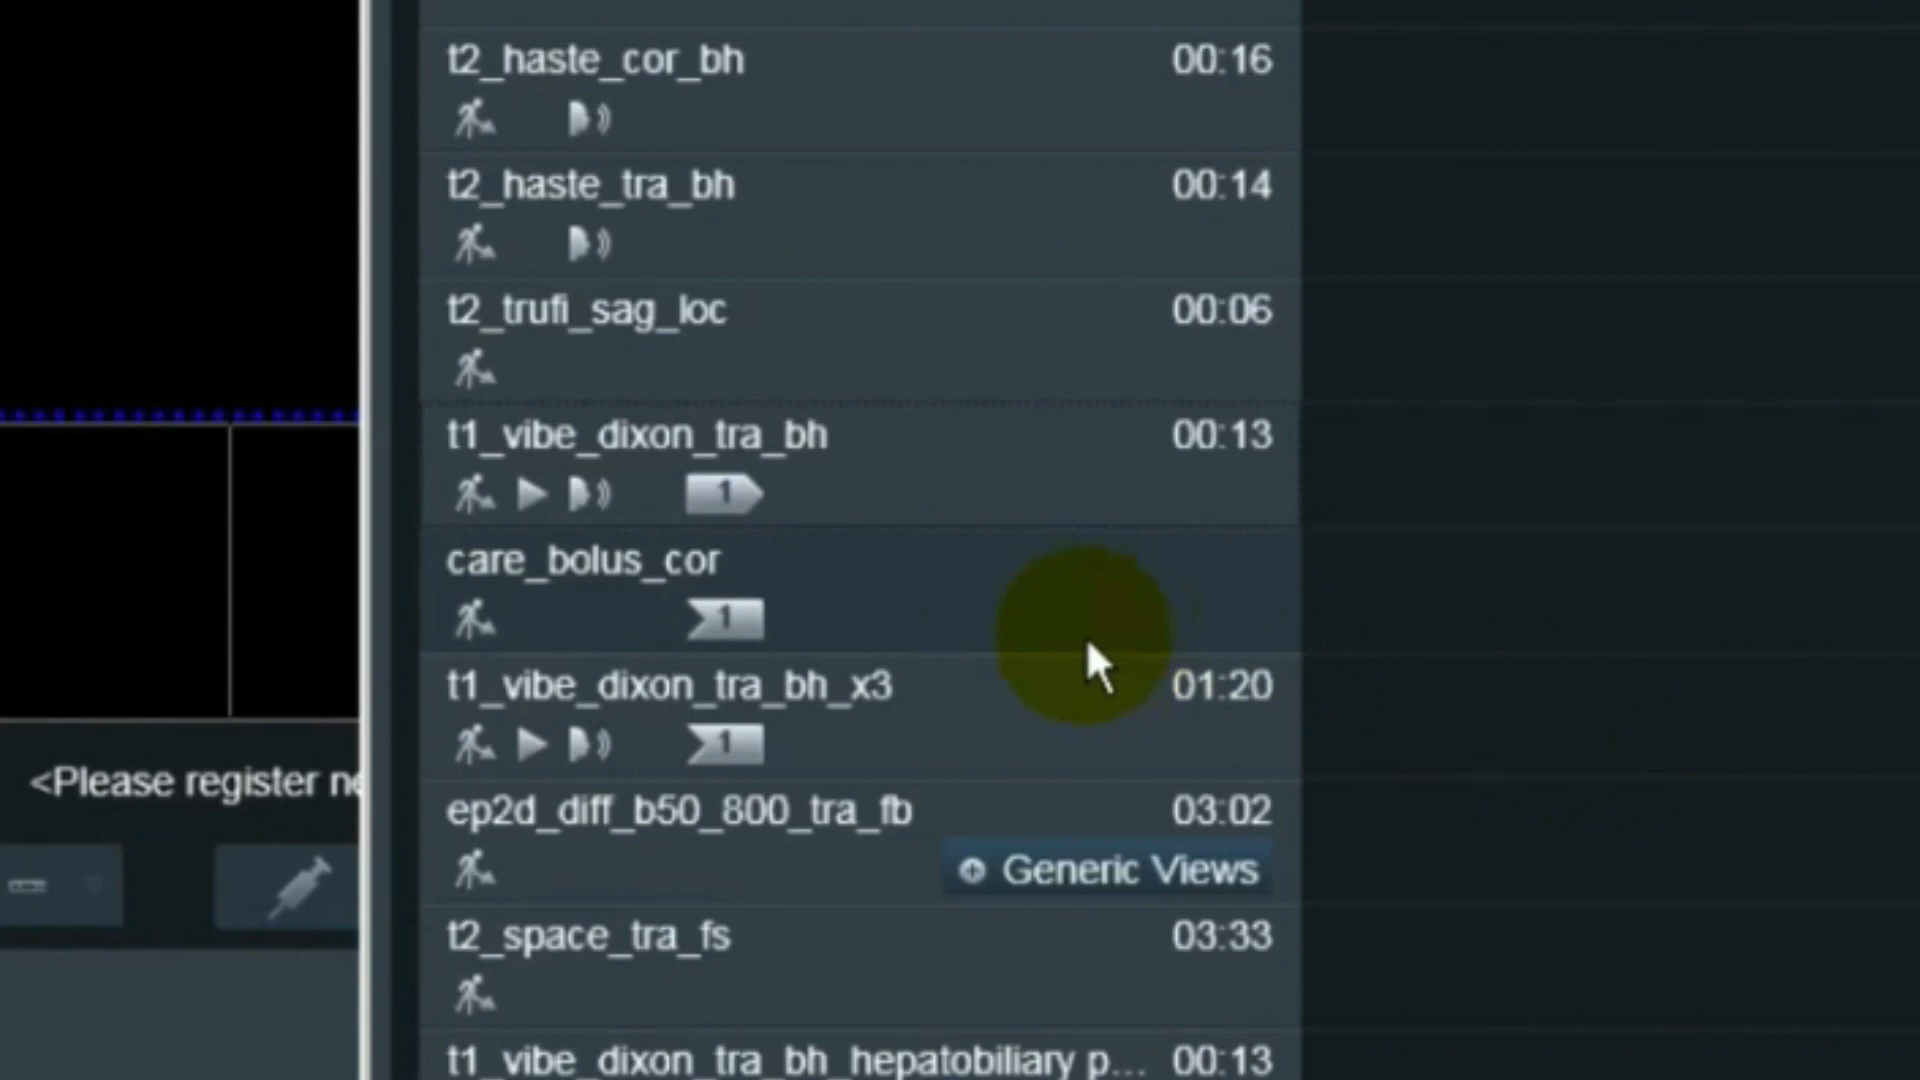 t2_haste_cor_bh 00:16
t2_haste_tra_bh 00:14
t2_trufi_sag_loc 00:06
t1_vibe_dixon_tra_bh 00:13
1
care_bolus_cor
1
t1_vibe_dixon_tra_bh_x3 01:20
1
<Please register ne
ep2d_diff_b50_800_tra_fb 03:02
Generic Views
t2_space_tra_fs 03:33
t1_vibe_dixon_tra_bh_hepatobiliary p... 00:13